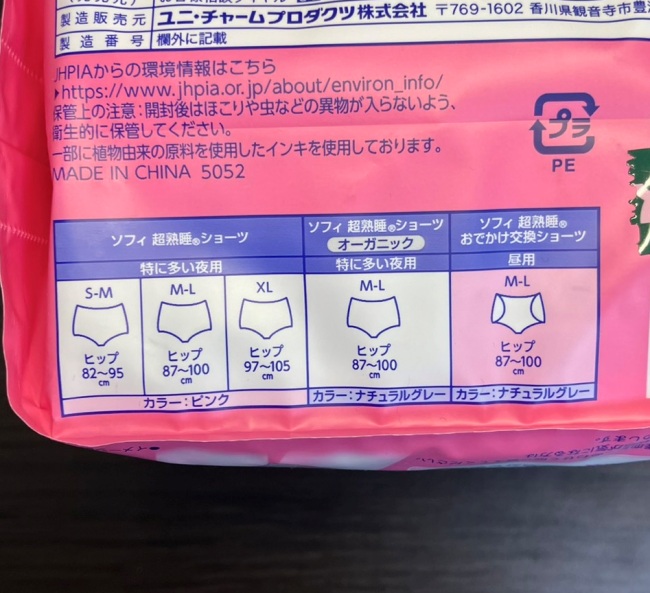 製造販売元 ユニ・チャームプロダクツ株式会社 〒769-1602 香川県観音寺市豊
製造番号 欄外に記載
JHPIAからの環境情報はこちら
▶https://www.jhpia.or.jp/about/environ_info/
保管上の注意：開封後はほこりや虫などの異物が入らないよう、
衛生的に保管してください。
一部に植物由来の原料を使用したインキを使用しております。
MADE IN CHINA 5052
プラ
PE
ソフィ 超熟睡®ショーツ
特に多い夜用
S-M
ヒップ
82〜95
cm
M-L
ヒップ
87〜100
cm
XL
ヒップ
97〜105
cm
カラー：ピンク
ソフィ 超熟睡®ショーツ
オーガニック
特に多い夜用
M-L
ヒップ
87〜100
cm
カラー：ナチュラルグレー
ソフィ 超熟睡®
おでかけ交換ショーツ
昼用
M-L
ヒップ
87〜100
cm
カラー：ナチュラルグレー